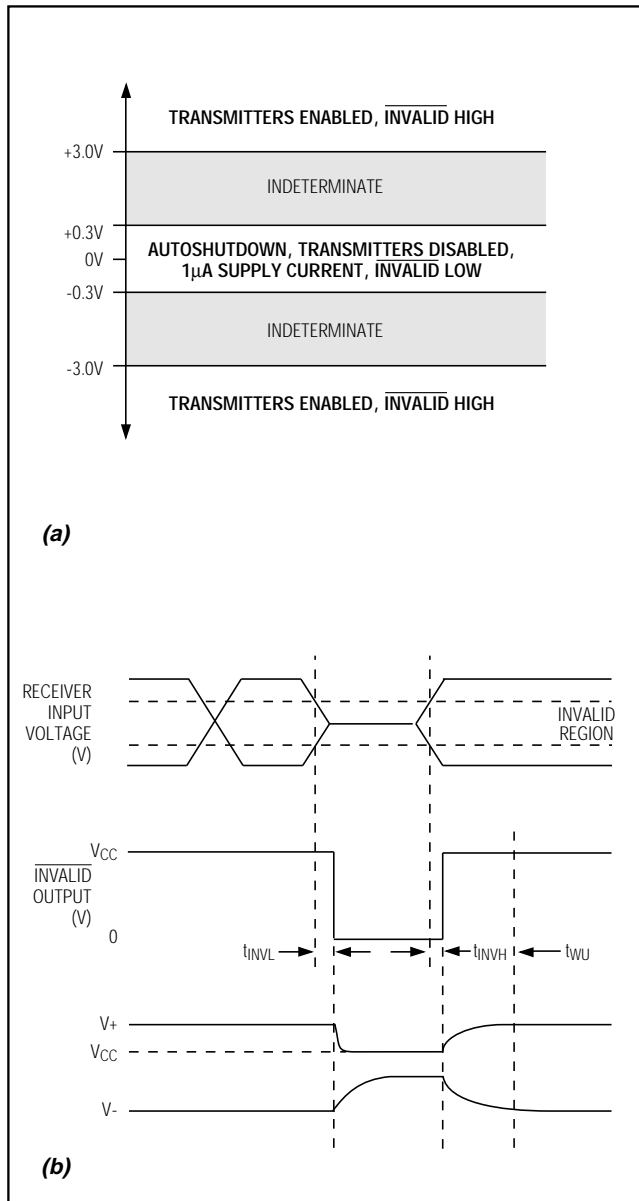 TRANSMITTERS ENABLED, INVALID HIGH
+3.0V
INDETERMINATE
+0.3V
AUTOSHUTDOWN, TRANSMITTERS DISABLED,
0V
1μA SUPPLY CURRENT, INVALID LOW
-0.3V
INDETERMINATE
-3.0V
TRANSMITTERS ENABLED, INVALID HIGH
(a)
RECEIVER
INPUT
VOLTAGE
(V)
INVALID
REGION
VCC
INVALID
OUTPUT
(V)
0
tINVL
tINVH
tWU
V+
VCC
V-
(b)